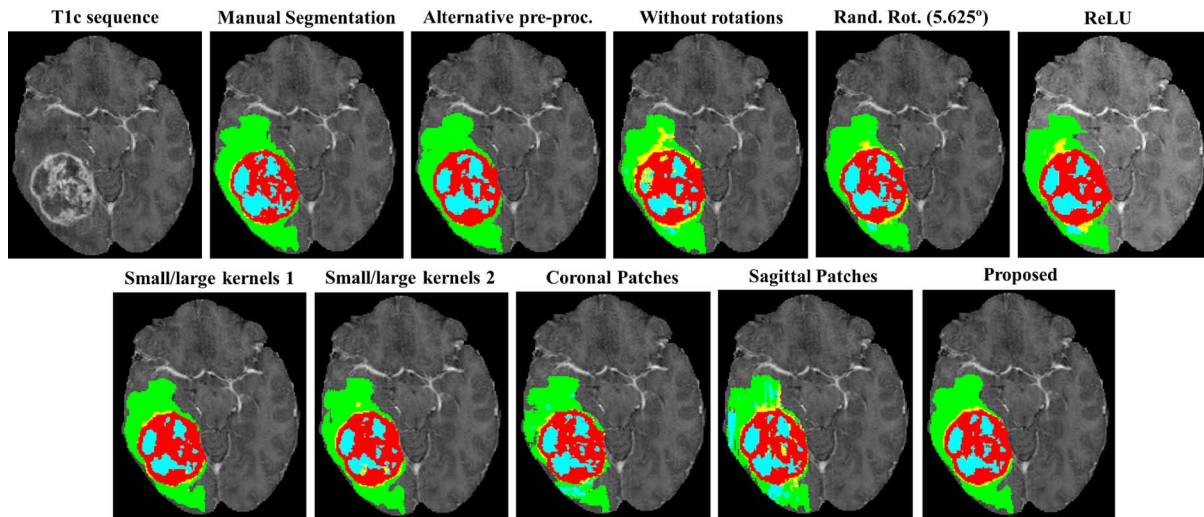 T1c sequence
Manual Segmentation
Alternative pre-proc.
Without rotations
Rand. Rot. (5.625º)
ReLU
Small/large kernels 1
Small/large kernels 2
Coronal Patches
Sagittal Patches
Proposed